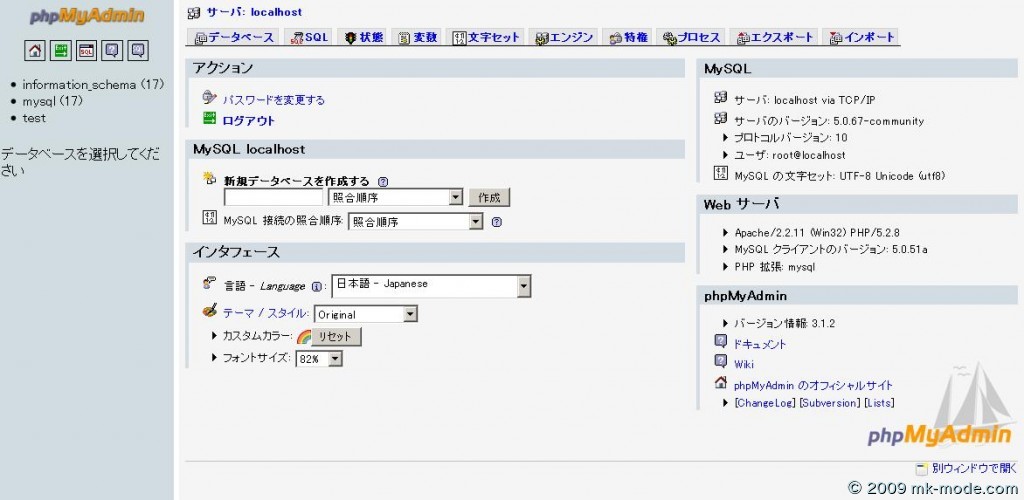 phpMyAdmin
information_schema (17)
mysql (17)
test
データベースを選択してくだ
さい
サーバ: localhost
データベース SQL 状態 変数 文字セット エンジン 特権 プロセス エクスポート インポート
アクション
パスワードを変更する
ログアウト
MySQL localhost
新規データベースを作成する
照合順序 作成
MySQL 接続の照合順序: 照合順序
インタフェース
言語 - Language : 日本語 - Japanese
テーマ / スタイル: Original
カスタムカラー: リセット
フォントサイズ: 82%
MySQL
サーバ: localhost via TCP/IP
サーバのバージョン: 5.0.67-community
プロトコルバージョン: 10
ユーザ: root@localhost
MySQL の文字セット: UTF-8 Unicode (utf8)
Web サーバ
Apache/2.2.11 (Win32) PHP/5.2.8
MySQL クライアントのバージョン: 5.0.51a
PHP 拡張: mysql
phpMyAdmin
バージョン情報: 3.1.2
ドキュメント
Wiki
phpMyAdmin のオフィシャルサイト
[ChangeLog] [Subversion] [Lists]
phpMyAdmin
別ウィンドウで開く
© 2009 mk-mode.com